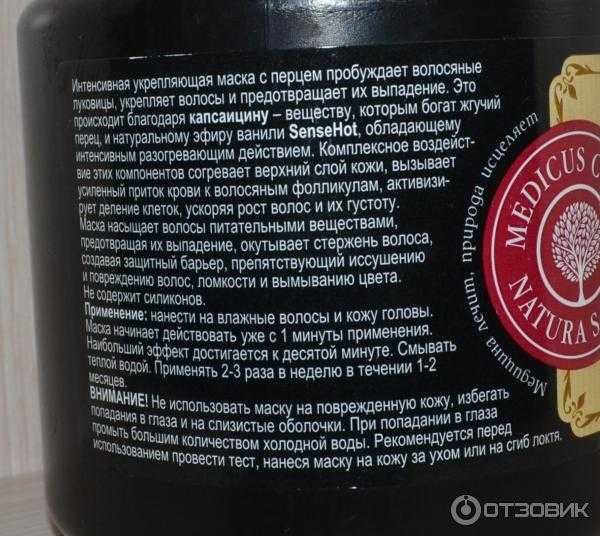 Интенсивная укрепляющая маска с перцем пробуждает волосяные
луковицы, укрепляет волосы и предотвращает их выпадение. Это
происходит благодаря капсаицину – веществу, которым богат жгучий
перец, и натуральному эфиру ванили SenseHot, обладающему
интенсивным разогревающим действием. Комплексное воздейст-
вие этих компонентов согревает верхний слой кожи, вызывает
усиленный приток крови к волосяным фолликулам, активизи-
рует деление клеток, ускоряя рост волос и их густоту.
Маска насыщает волосы питательными веществами,
предотвращая их выпадение, окутывает стержень волоса,
создавая защитный барьер, препятствующий иссушению
и повреждению волос, ломкости и вымыванию цвета.
Не содержит силиконов.
Применение: нанести на влажные волосы и кожу головы.
Маска начинает действовать уже с 1 минуты применения.
Наибольший эффект достигается к десятой минуте. Смывать
теплой водой. Применять 2-3 раза в неделю в течении 1-2
месяцев.
ВНИМАНИЕ! Не использовать маску на поврежденную кожу, избегать
попадания в глаза и на слизистые оболочки. При попадании в глаза
промыть большим количеством холодной воды. Рекомендуется перед
использованием провести тест, нанеся маску на кожу за ухом или на сгиб локтя.
MEDICUS C
NATURA S
Медицина лечит, природа исцеляет
ОТЗОВИК